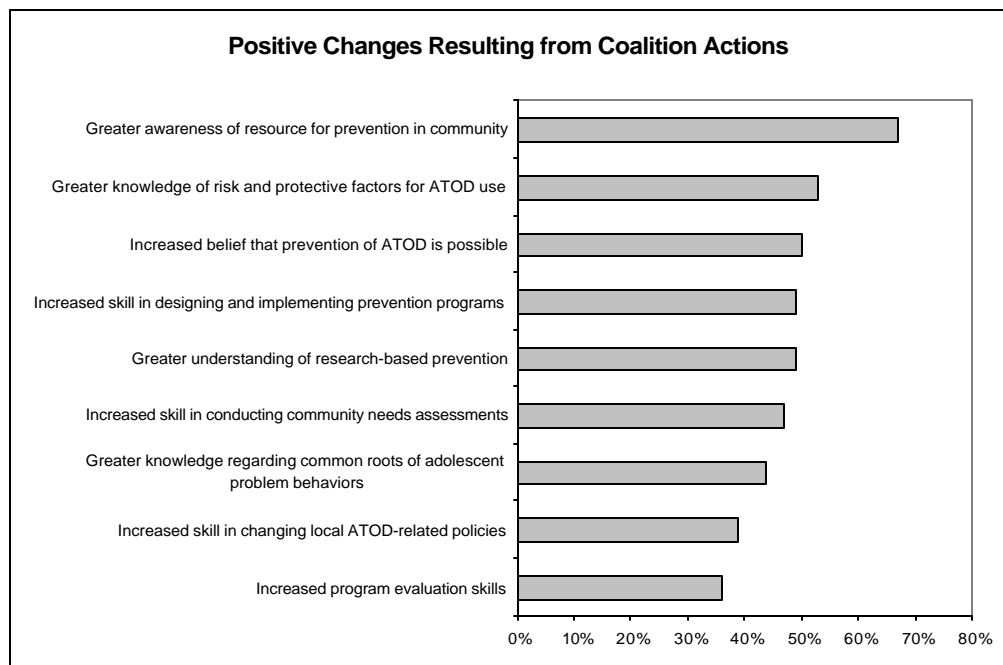 Positive Changes Resulting from Coalition Actions
Greater awareness of resource for prevention in community
Greater knowledge of risk and protective factors for ATOD use
Increased belief that prevention of ATOD is possible
Increased skill in designing and implementing prevention programs
Greater understanding of research-based prevention
Increased skill in conducting community needs assessments
Greater knowledge regarding common roots of adolescent
problem behaviors
Increased skill in changing local ATOD-related policies
Increased program evaluation skills
0% 10% 20% 30% 40% 50% 60% 70% 80%